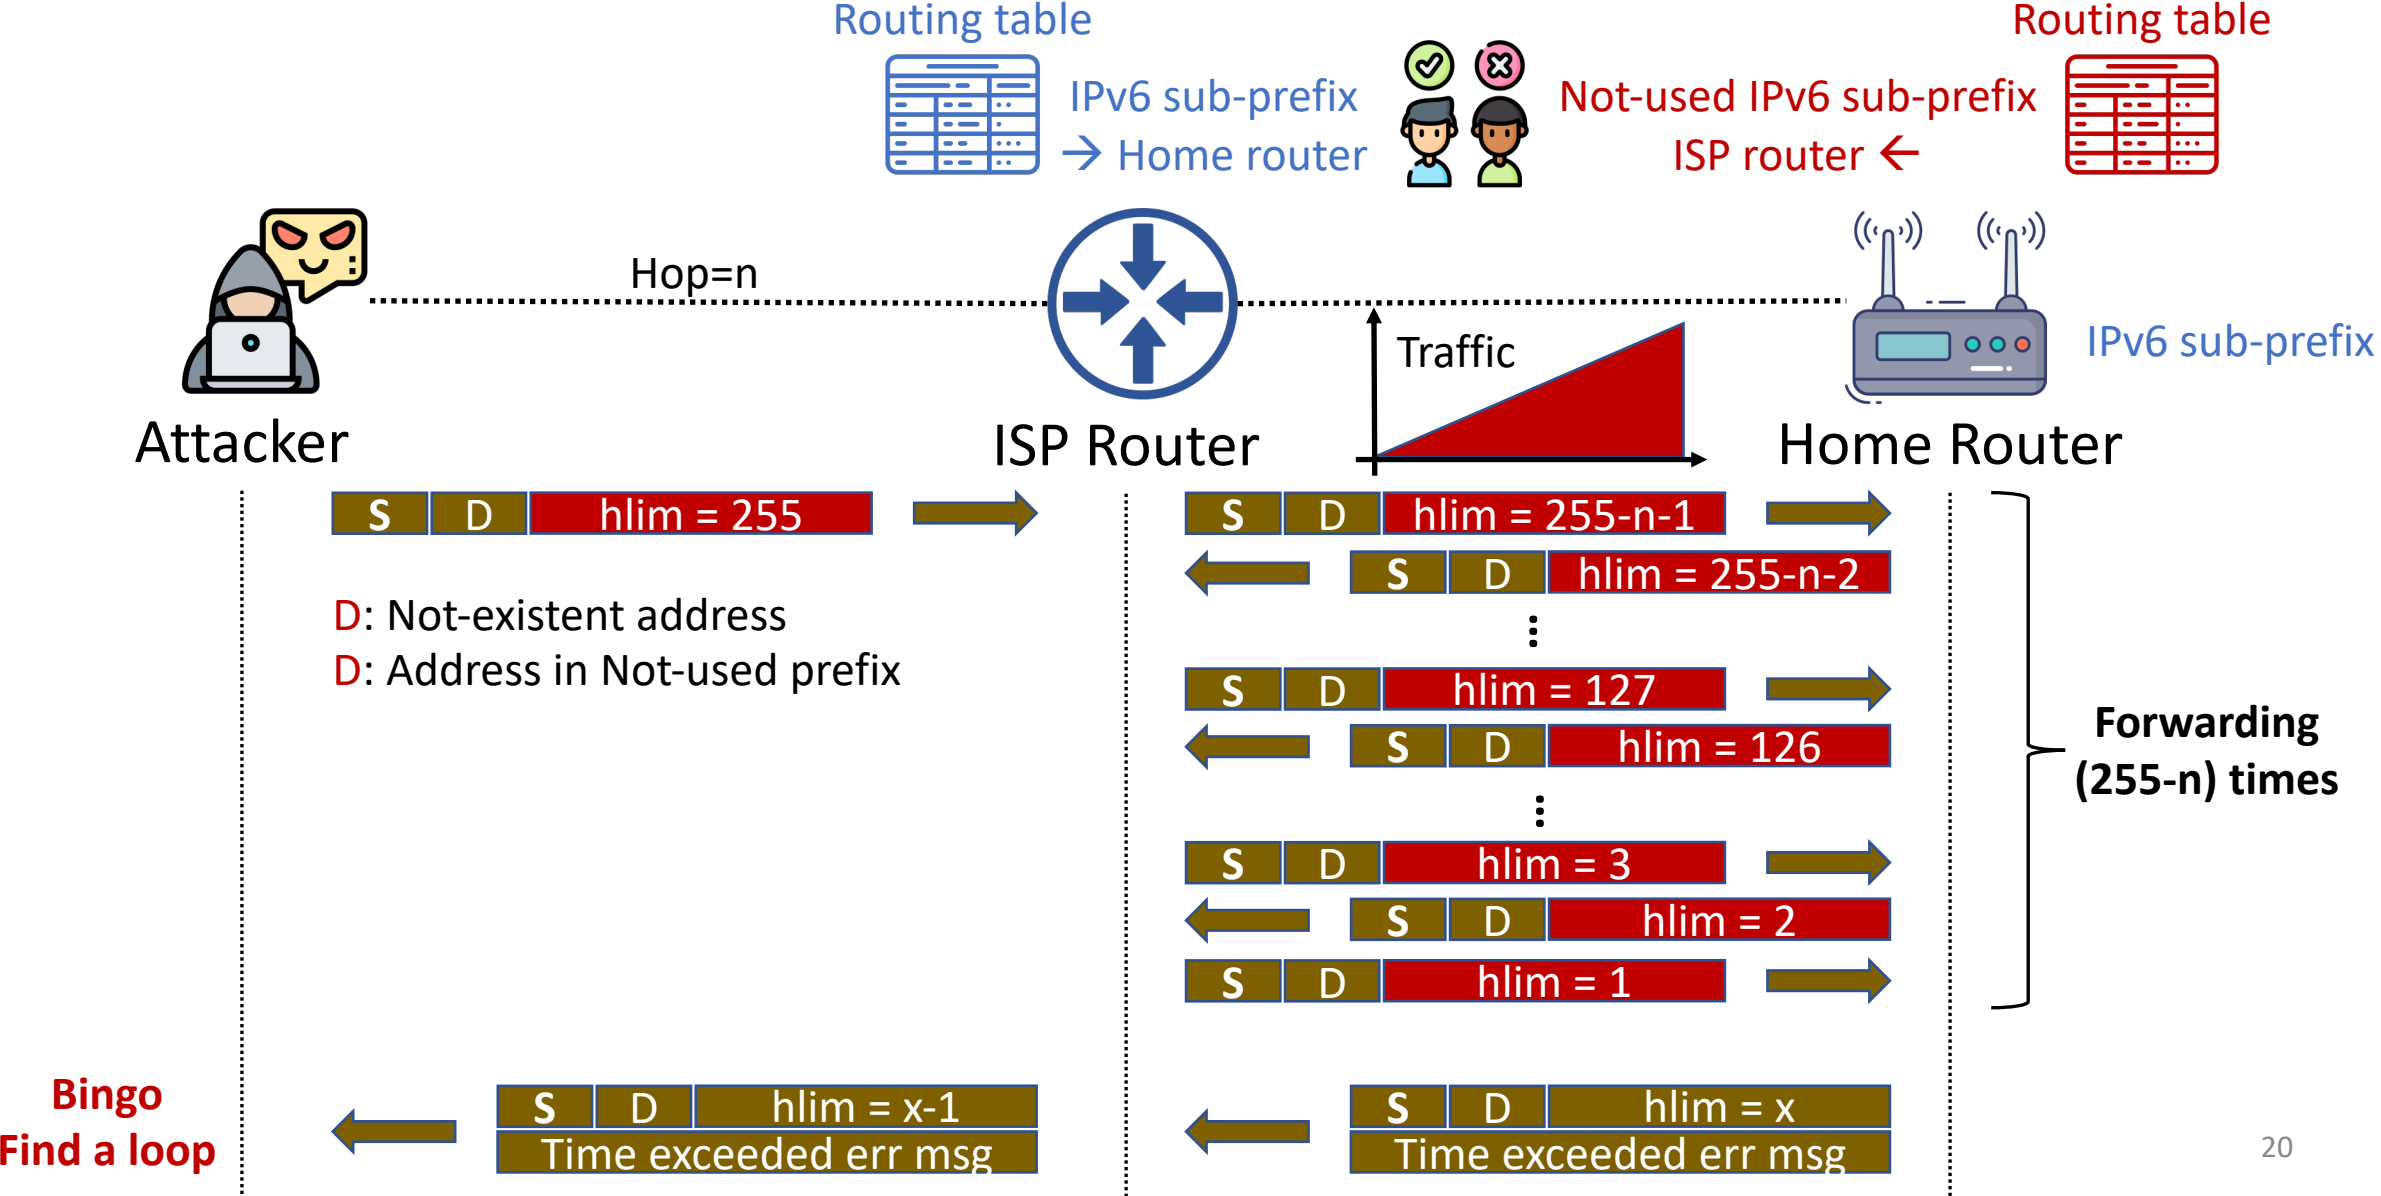 Routing table
Routing table
IPv6 sub-prefix
→ Home router
Not-used IPv6 sub-prefix
ISP router ←
Hop=n
Traffic
IPv6 sub-prefix
Attacker
ISP Router
Home Router
S D hlim = 255
S D hlim = 255-n-1
S D hlim = 255-n-2
D: Not-existent address
D: Address in Not-used prefix
⋮
S D hlim = 127
S D hlim = 126
Forwarding
(255-n) times
⋮
S D hlim = 3
S D hlim = 2
S D hlim = 1
Bingo
Find a loop
S D hlim = x-1
Time exceeded err msg
S D hlim = x
Time exceeded err msg
20